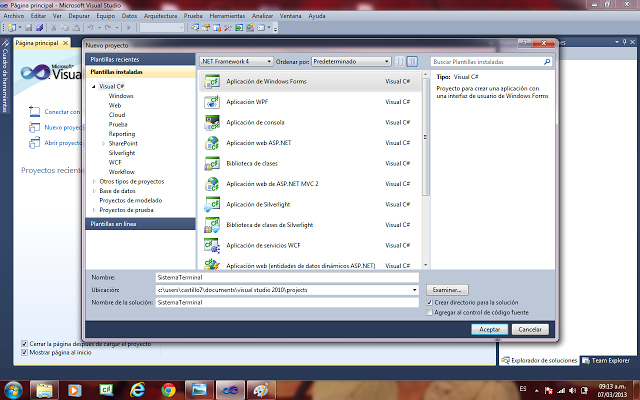 Página principal - Microsoft Visual Studio
Archivo Editar Ver Depurar Equipo Datos Arquitectura Prueba Herramientas Analizar Ventana Ayuda
Cuadro de herramientas
Página principal
Microsoft
Visual
Conectar con
Nuevo proyecto
Abrir proyecto
Proyectos reciente
Cerrar la página después de cargar el proyecto
Mostrar página al inicio
Nuevo proyecto
Plantillas recientes
Plantillas instaladas
Visual C#
Windows
Web
Cloud
Prueba
Reporting
SharePoint
Silverlight
WCF
Workflow
Otros tipos de proyectos
Base de datos
Proyectos de modelado
Proyectos de prueba
Plantillas en línea
.NET Framework 4 Ordenar por: Predeterminado
Aplicación de Windows Forms Visual C#
Aplicación WPF Visual C#
Aplicación de consola Visual C#
Aplicación web ASP.NET Visual C#
Biblioteca de clases Visual C#
Aplicación web de ASP.NET MVC 2 Visual C#
Aplicación de Silverlight Visual C#
Biblioteca de clases de Silverlight Visual C#
Aplicación de servicios WCF Visual C#
Aplicación web (entidades de datos dinámicos ASP.NET) Visual C#
Buscar Plantillas instaladas
Tipo: Visual C#
Proyecto para crear una aplicación con
una interfaz de usuario de Windows Forms
Nombre: SistemaTerminal
Ubicación: c:\users\castillo7\documents\visual studio 2010\projects Examinar...
Nombre de la solución: SistemaTerminal
Crear directorio para la solución
Agregar al control de código fuente
Aceptar Cancelar
Explorador de soluciones Team Explorer
ES 09:13 a.m.
07/03/2013